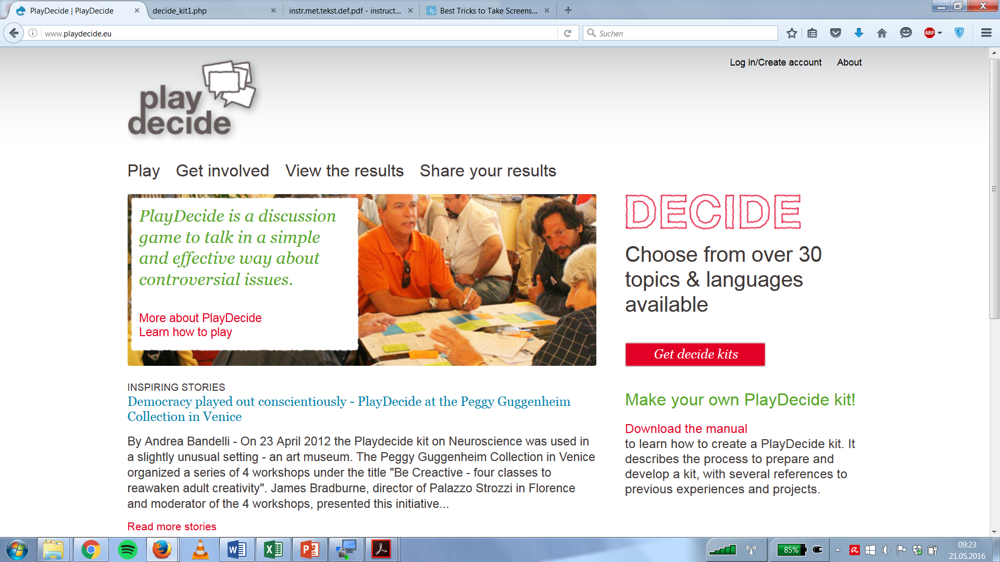 PlayDecide | PlayDecide
decide_kit1.php
instr.met.tekst.def.pdf - instruct...
Best Tricks to Take Screens...
www.playdecide.eu
Suchen
ABP
Log in/Create account
About
play
decide
Play
Get involved
View the results
Share your results
PlayDecide is a discussion
game to talk in a simple
and effective way about
controversial issues.
More about PlayDecide
Learn how to play
DECIDE
Choose from over 30
topics & languages
available
Get decide kits
INSPIRING STORIES
Democracy played out conscientiously - PlayDecide at the Peggy Guggenheim
Collection in Venice
By Andrea Bandelli - On 23 April 2012 the Playdecide kit on Neuroscience was used in
a slightly unusual setting - an art museum. The Peggy Guggenheim Collection in Venice
organized a series of 4 workshops under the title "Be Creactive - four classes to
reawaken adult creativity". James Bradburne, director of Palazzo Strozzi in Florence
and moderator of the 4 workshops, presented this initiative...
Read more stories
Make your own PlayDecide kit!
Download the manual
to learn how to create a PlayDecide kit. It
describes the process to prepare and
develop a kit, with several references to
previous experiences and projects.
85%
09:23
21.05.2016